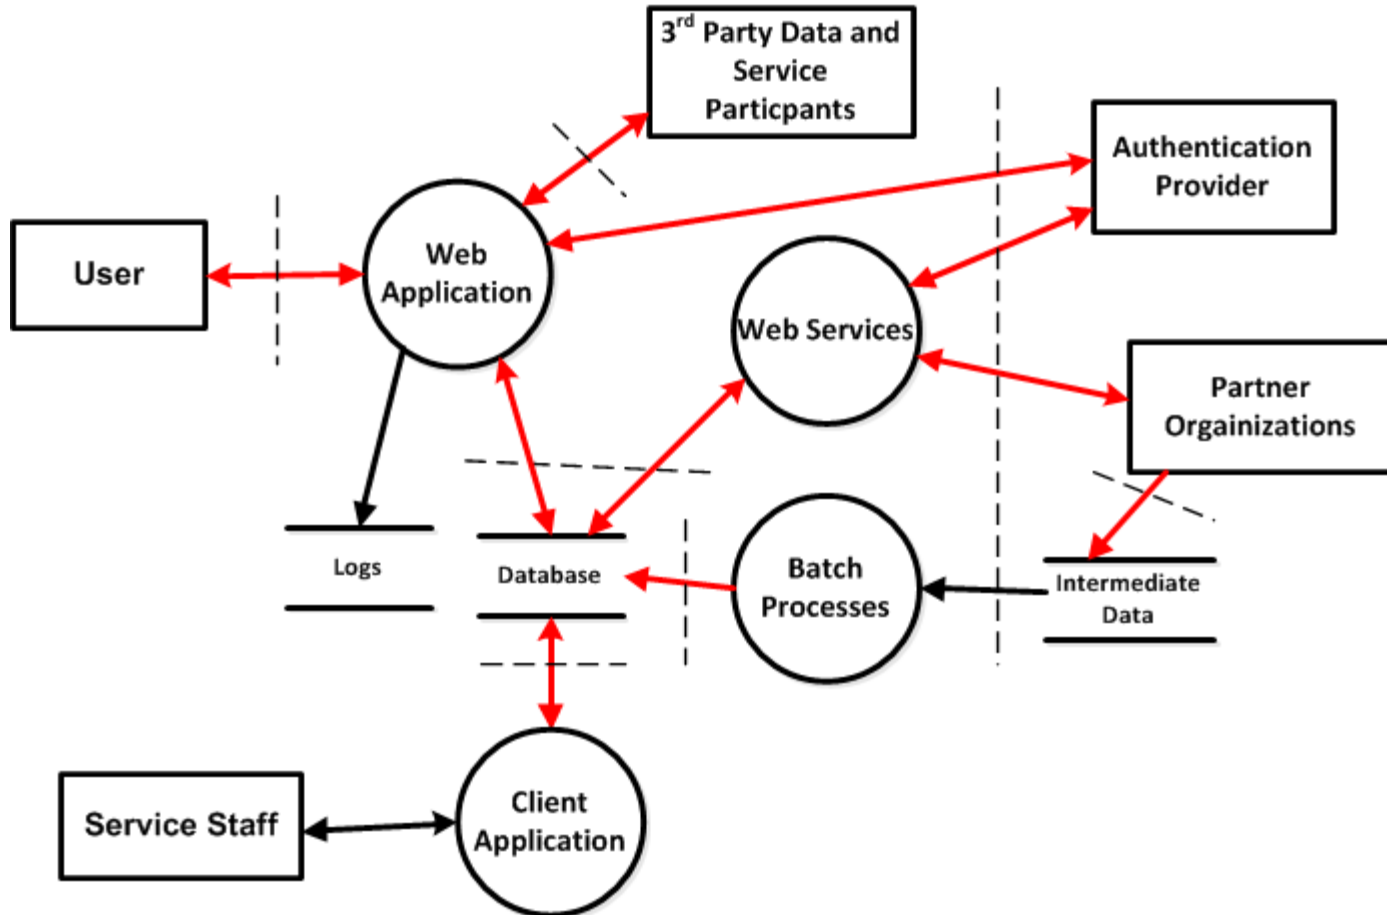 3rd Party Data and
Service
Particpants
Authentication
Provider
User
Web
Application
Web Services
Partner
Orgainizations
Logs
Database
Batch
Processes
Intermediate
Data
Client
Application
Service Staff